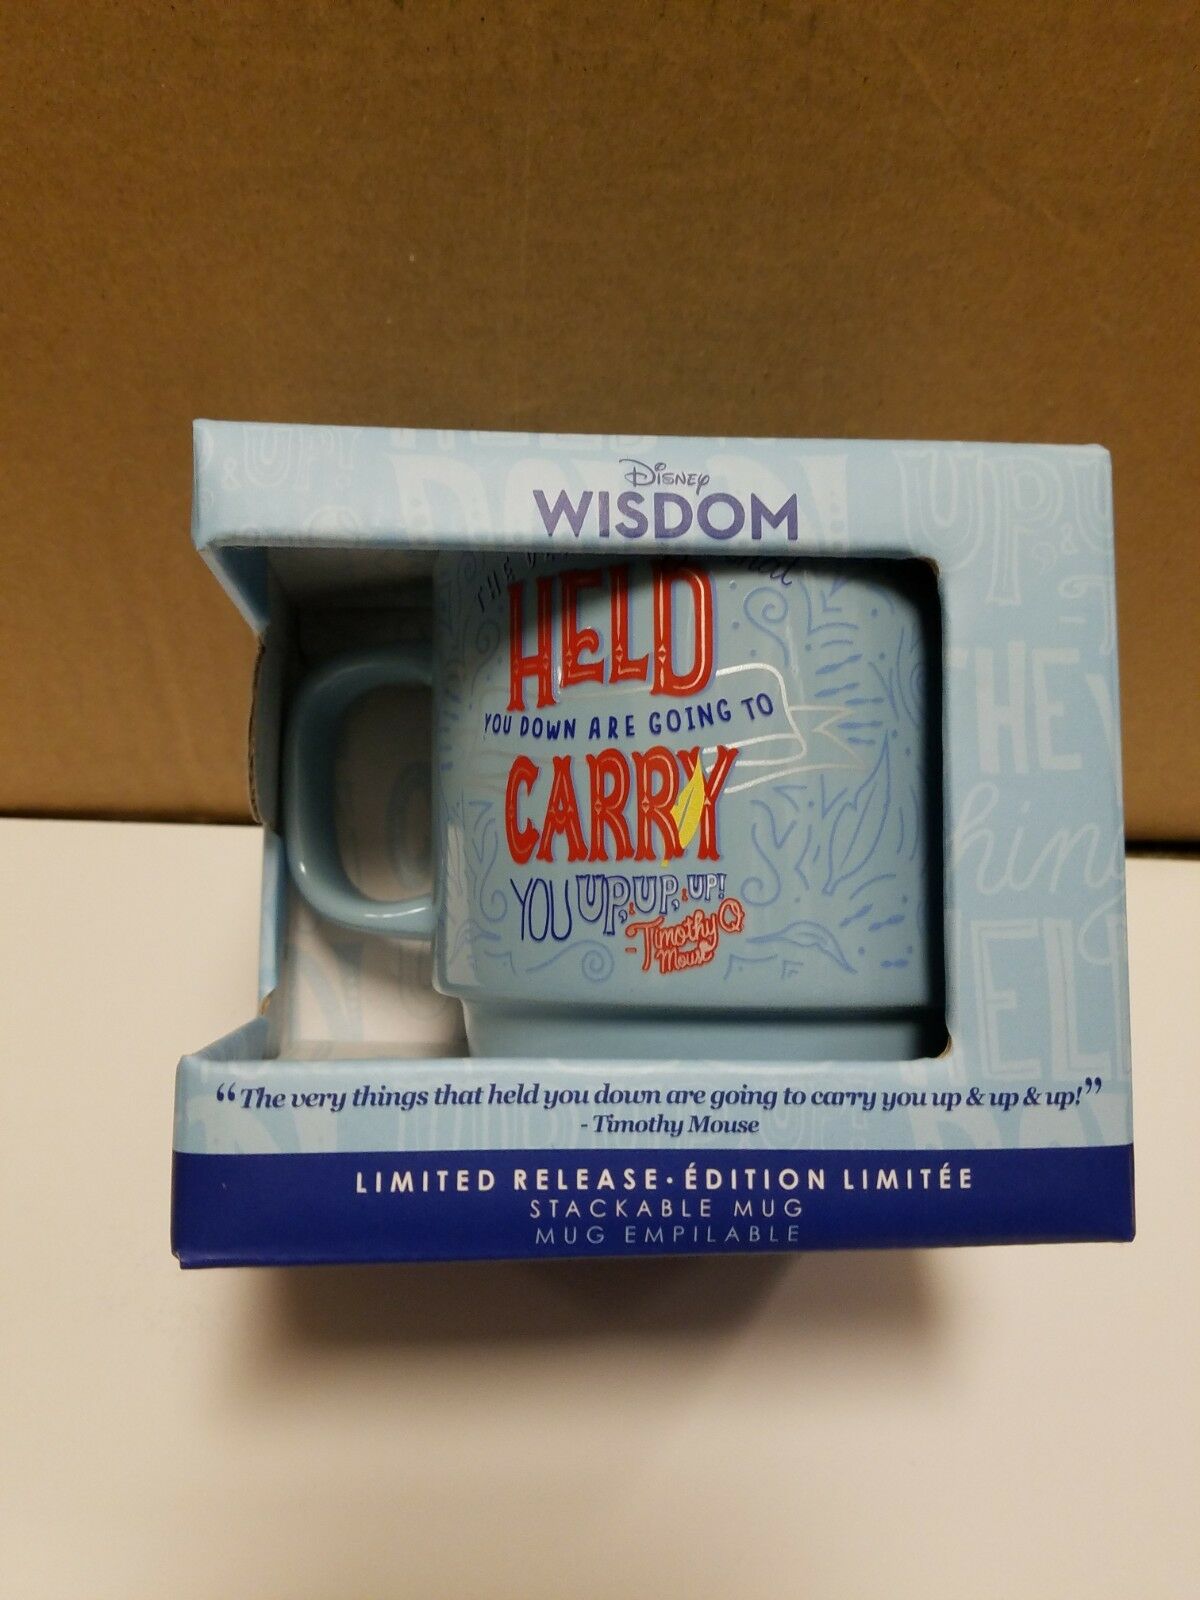 Disney
WISDOM
THE
HELD
YOU DOWN ARE GOING TO
CARRY
YOU UP, & UP, & UP!
- Timothy Q
Mouse
“The very things that held you down are going to carry you up & up & up!”
- Timothy Mouse
LIMITED RELEASE · ÉDITION LIMITÉE
STACKABLE MUG
MUG EMPILABLE